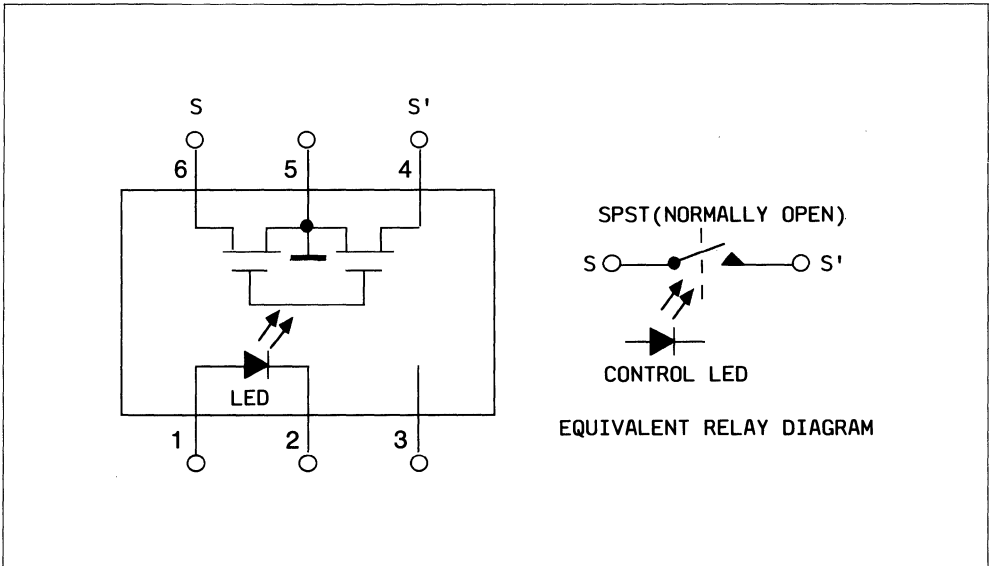 S S'
6 5 4
SPST(NORMALLY OPEN)
S S'
LED
CONTROL LED
1 2 3
EQUIVALENT RELAY DIAGRAM